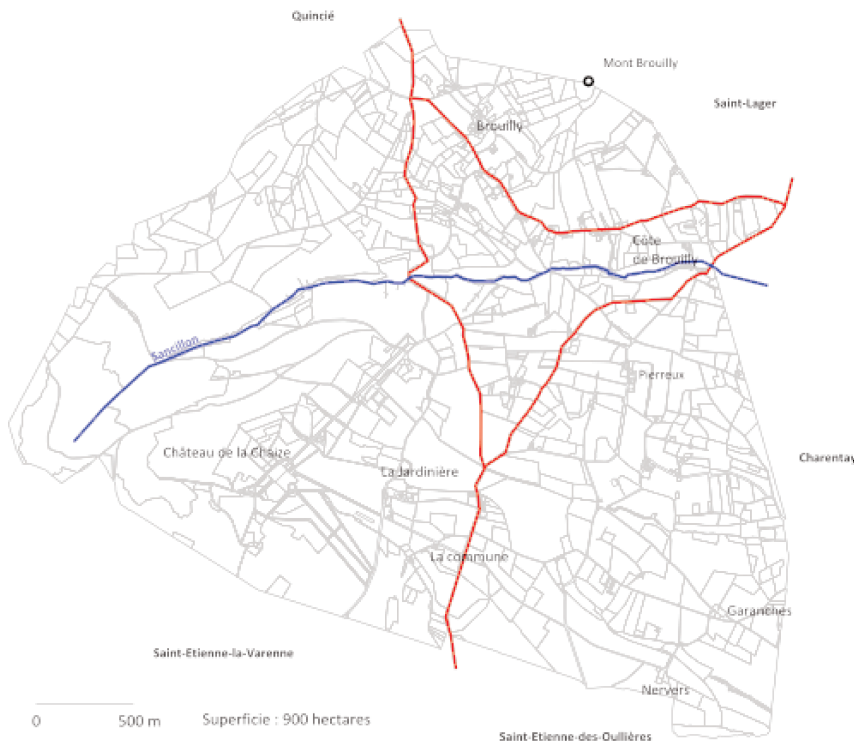 Quincié
Mont Brouilly
Saint-Lager
Brouilly
Côte
de Brouilly
Sancillon
Pierreux
Château de la Chaize
La Jardinière
Charentay
La commune
Garanches
Saint-Etienne-la-Varenne
Nervers
0 500 m Superficie : 900 hectares
Saint-Etienne-des-Oullières